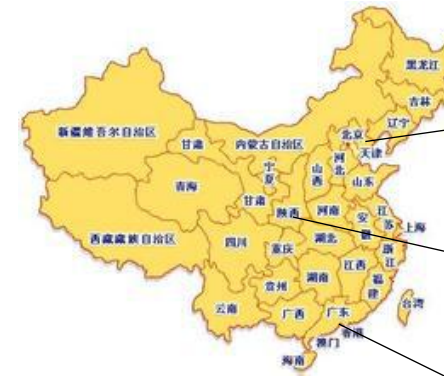 黑龙江
吉林
辽宁
新疆维吾尔自治区
甘肃
内蒙古自治区
北京
天津
河北
山西
宁夏
山东
青海
甘肃
陕西
河南
江苏
安徽
上海
西藏藏族自治区
四川
重庆
湖北
浙江
江西
湖南
贵州
福建
云南
广西
广东
台湾
香港
澳门
海南